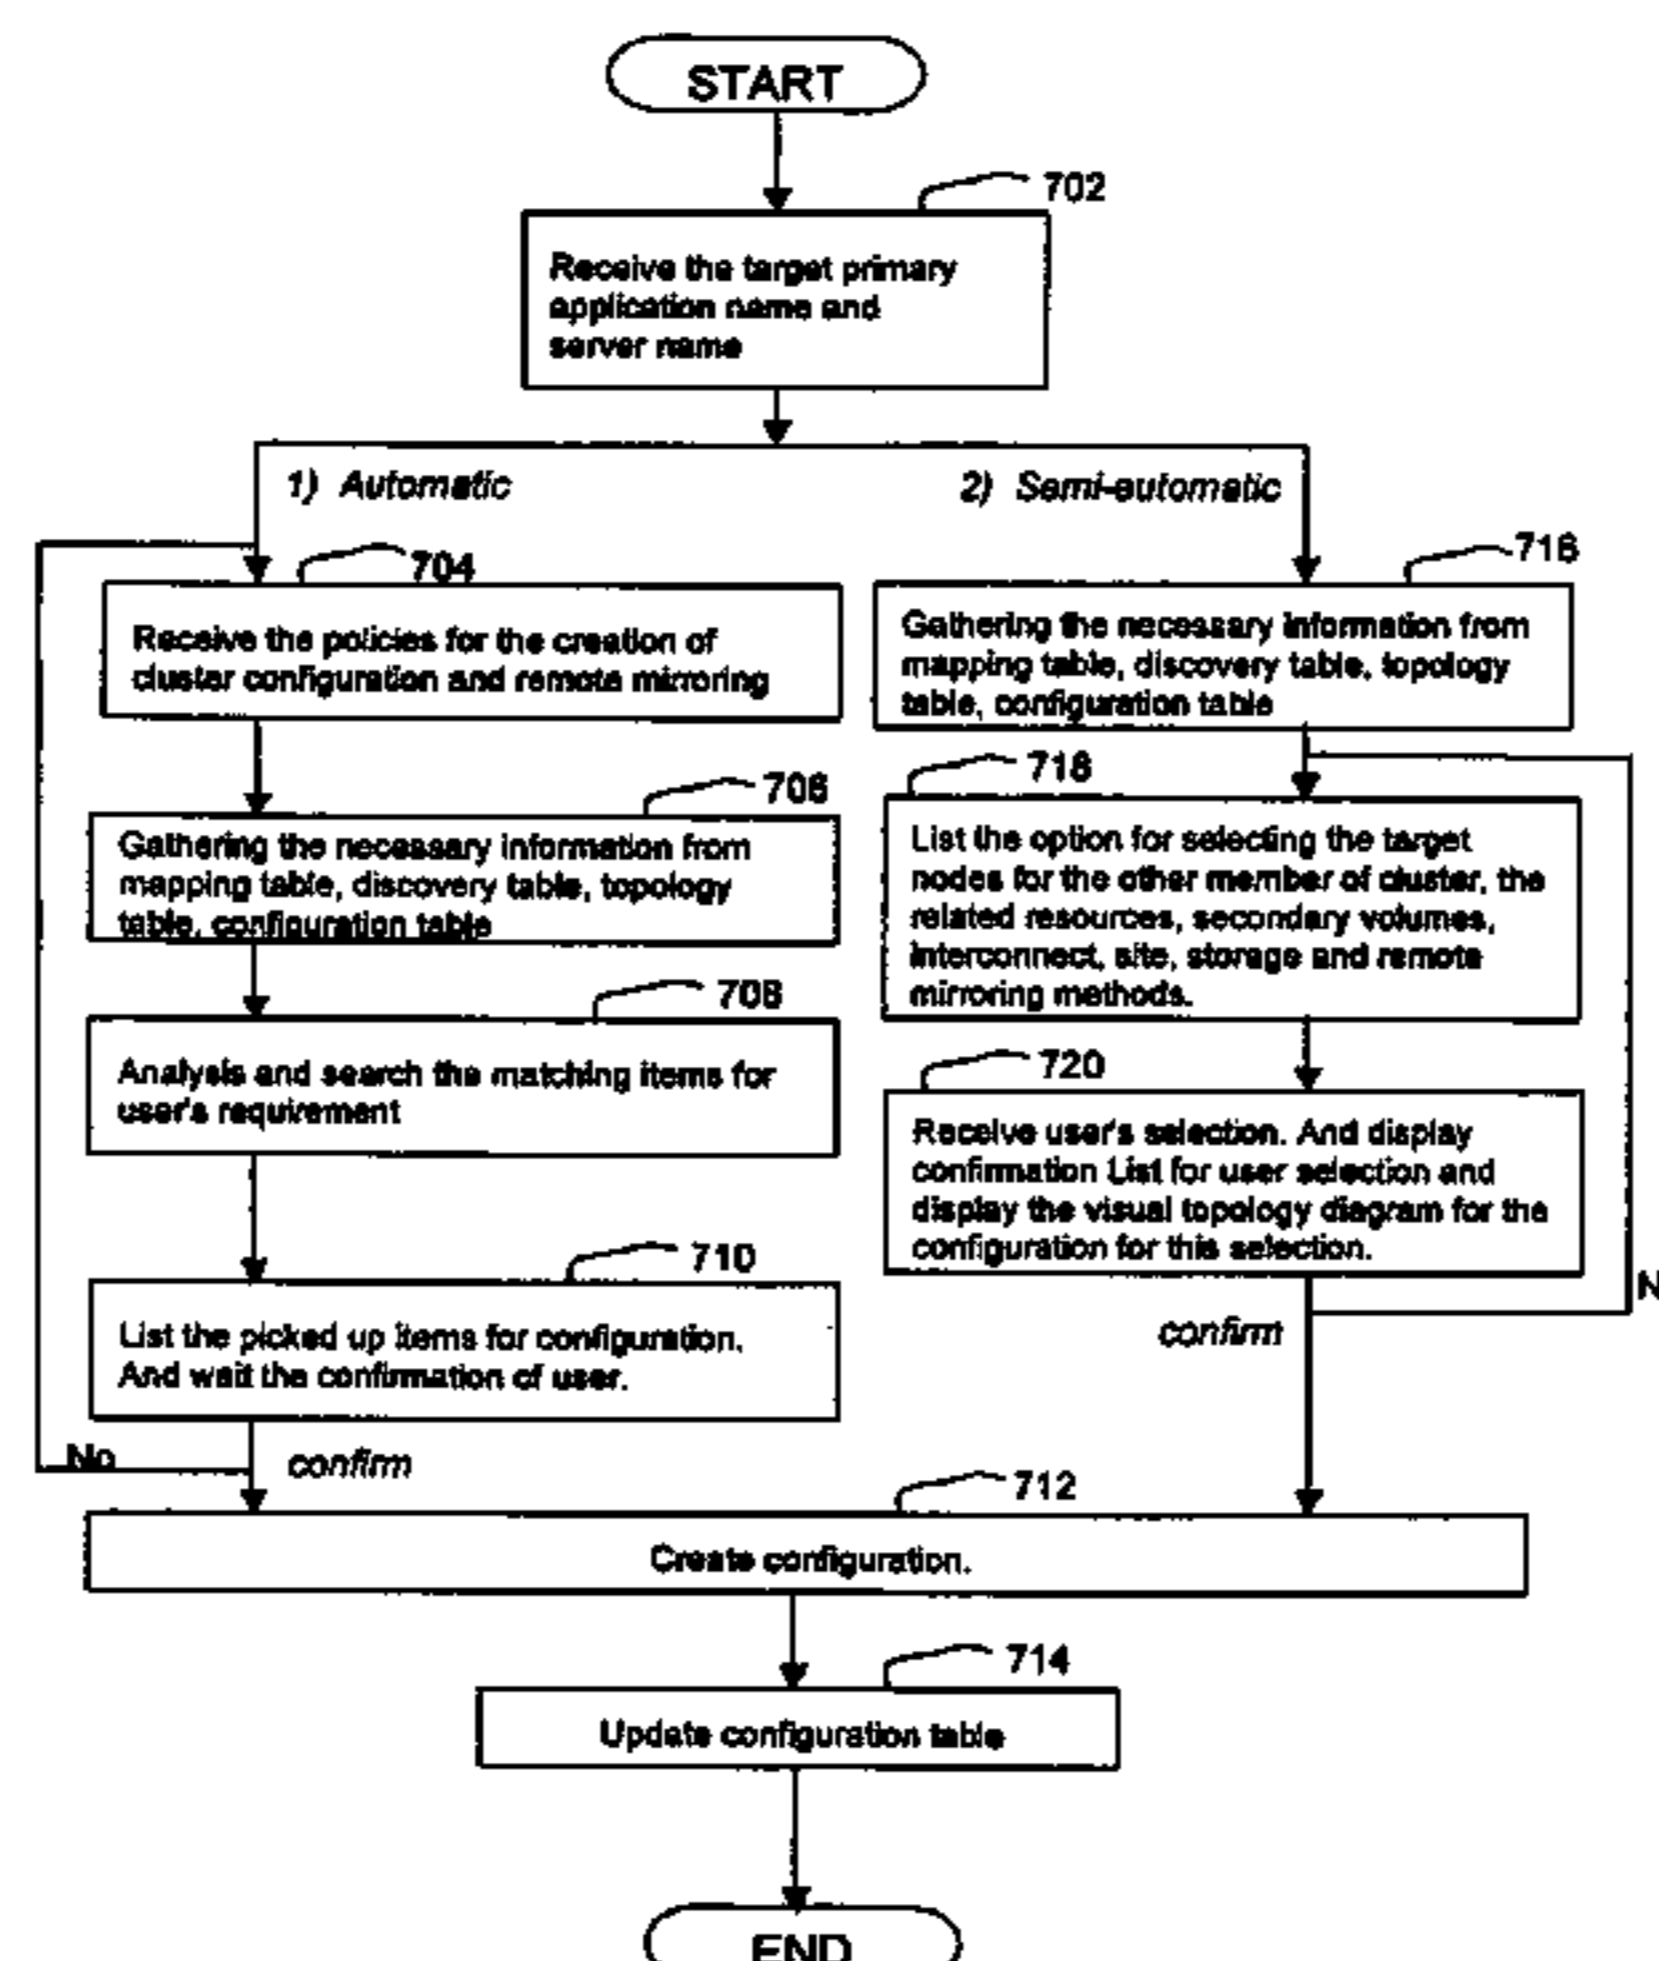 START
702
Receive the target primary
application name and
server name
1) Automatic
2) Semi-automatic
704
Receive the policies for the creation of
cluster configuration and remote mirroring
706
Gathering the necessary information from
mapping table, discovery table, topology
table, configuration table
708
Analysis and search the matching items for
user's requirement
710
List the picked up items for configuration.
And wait the confirmation of user.
No
confirm
716
Gathering the necessary information from
mapping table, discovery table, topology
table, configuration table
718
List the option for selecting the target
nodes for the other member of cluster, the
related resources, secondary volumes,
interconnect, site, storage and remote
mirroring methods.
720
Receive user's selection. And display
confirmation List for user selection and
display the visual topology diagram for the
configuration for this selection.
N
confirm
712
Create configuration.
714
Update configuration table
END